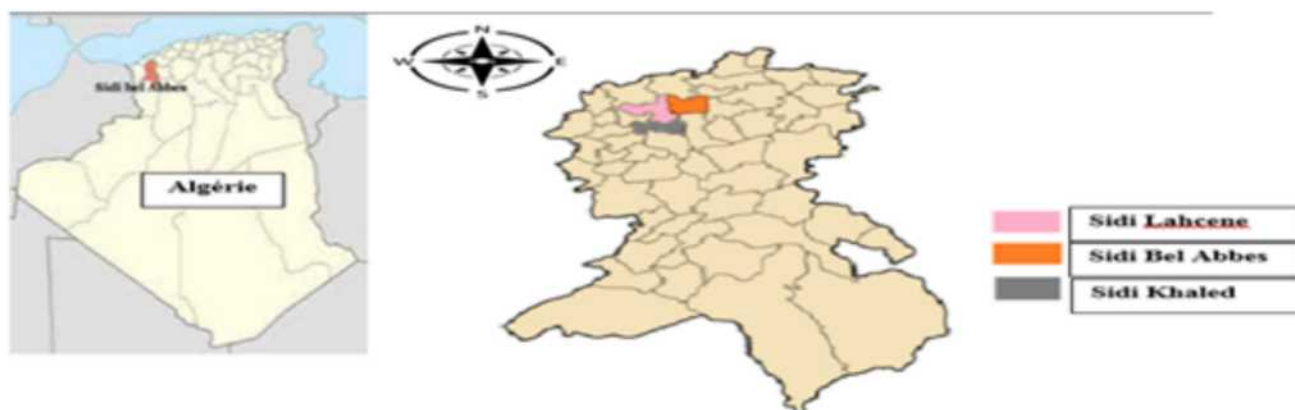 N
W
E
S
Sidi bel Abbes
Algérie
Sidi Lahcene
Sidi Bel Abbes
Sidi Khaled